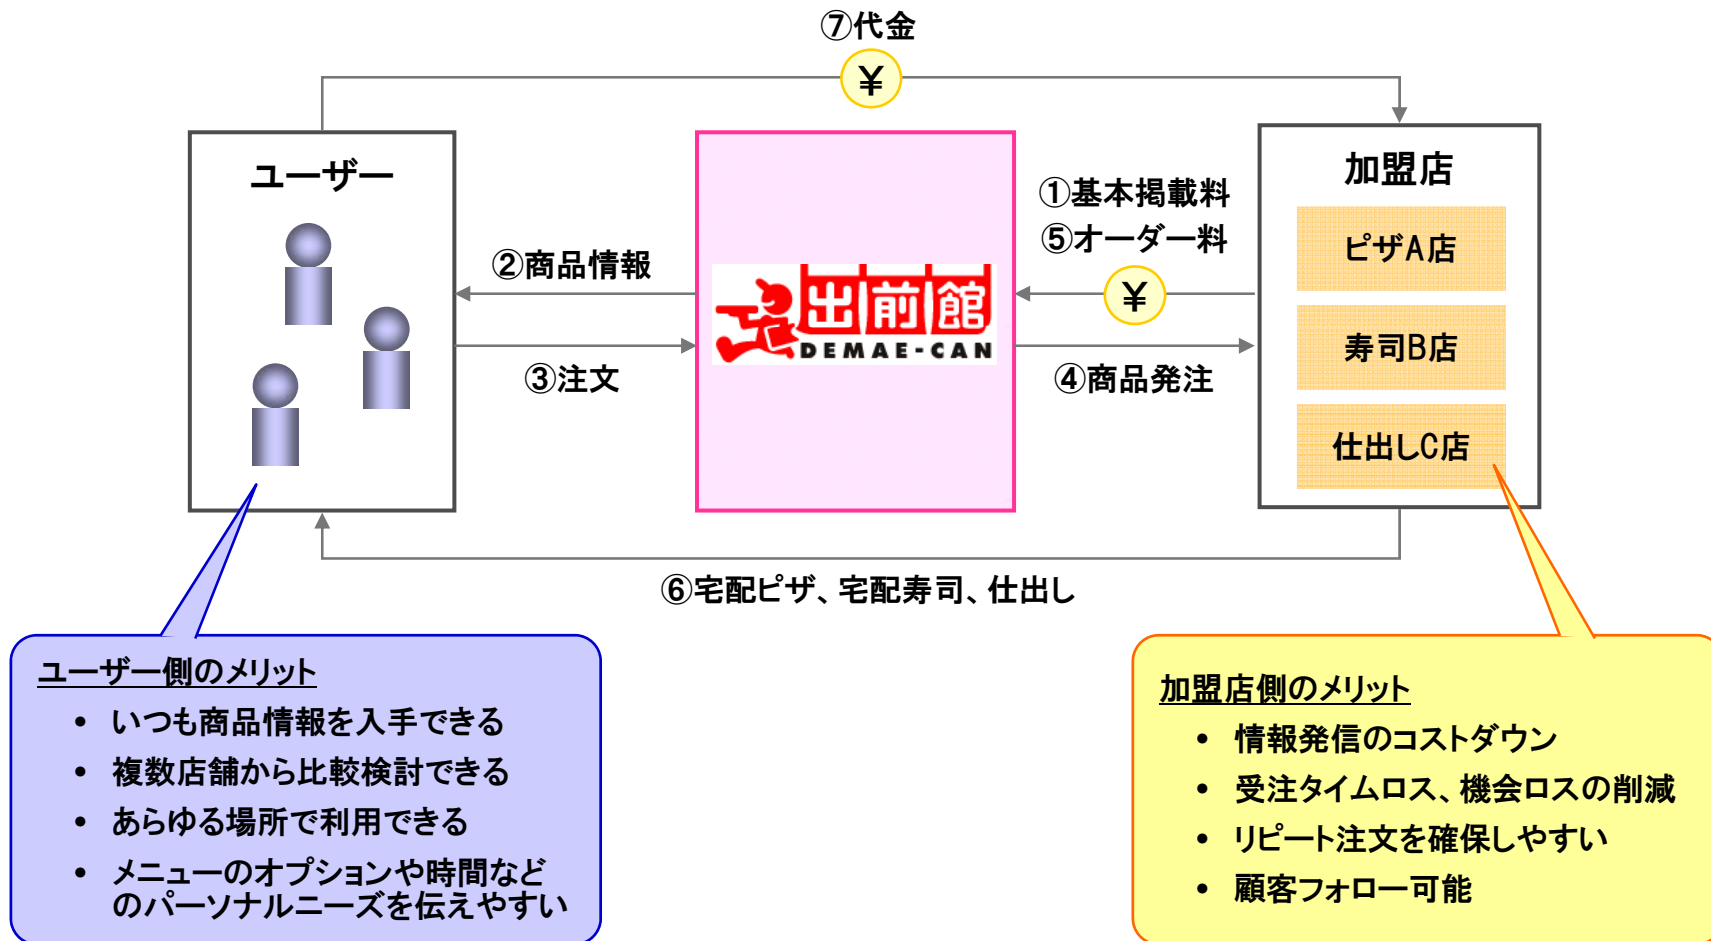 ⑦代金
¥
ユーザー
加盟店
①基本掲載料
⑤オーダー料
¥
②商品情報
③注文
出前館
DEMAE-CAN
④商品発注
ピザA店
寿司B店
仕出しC店
⑥宅配ピザ、宅配寿司、仕出し
ユーザー側のメリット
• いつも商品情報を入手できる
• 複数店舗から比較検討できる
• あらゆる場所で利用できる
• メニューのオプションや時間など
のパーソナルニーズを伝えやすい
加盟店側のメリット
• 情報発信のコストダウン
• 受注タイムロス、機会ロスの削減
• リピート注文を確保しやすい
• 顧客フォロー可能